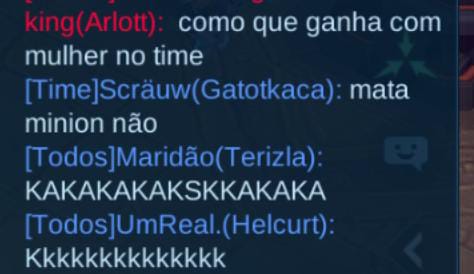 king(Arlott): como que ganha com
mulher no time
[Time]Scräuw(Gatotkaca): mata
minion não
[Todos]Maridão(Terizla):
KAKAKAKAKSKKAKAKA
[Todos]UmReal.(Helcurt):
Kkkkkkkkkkkkkk